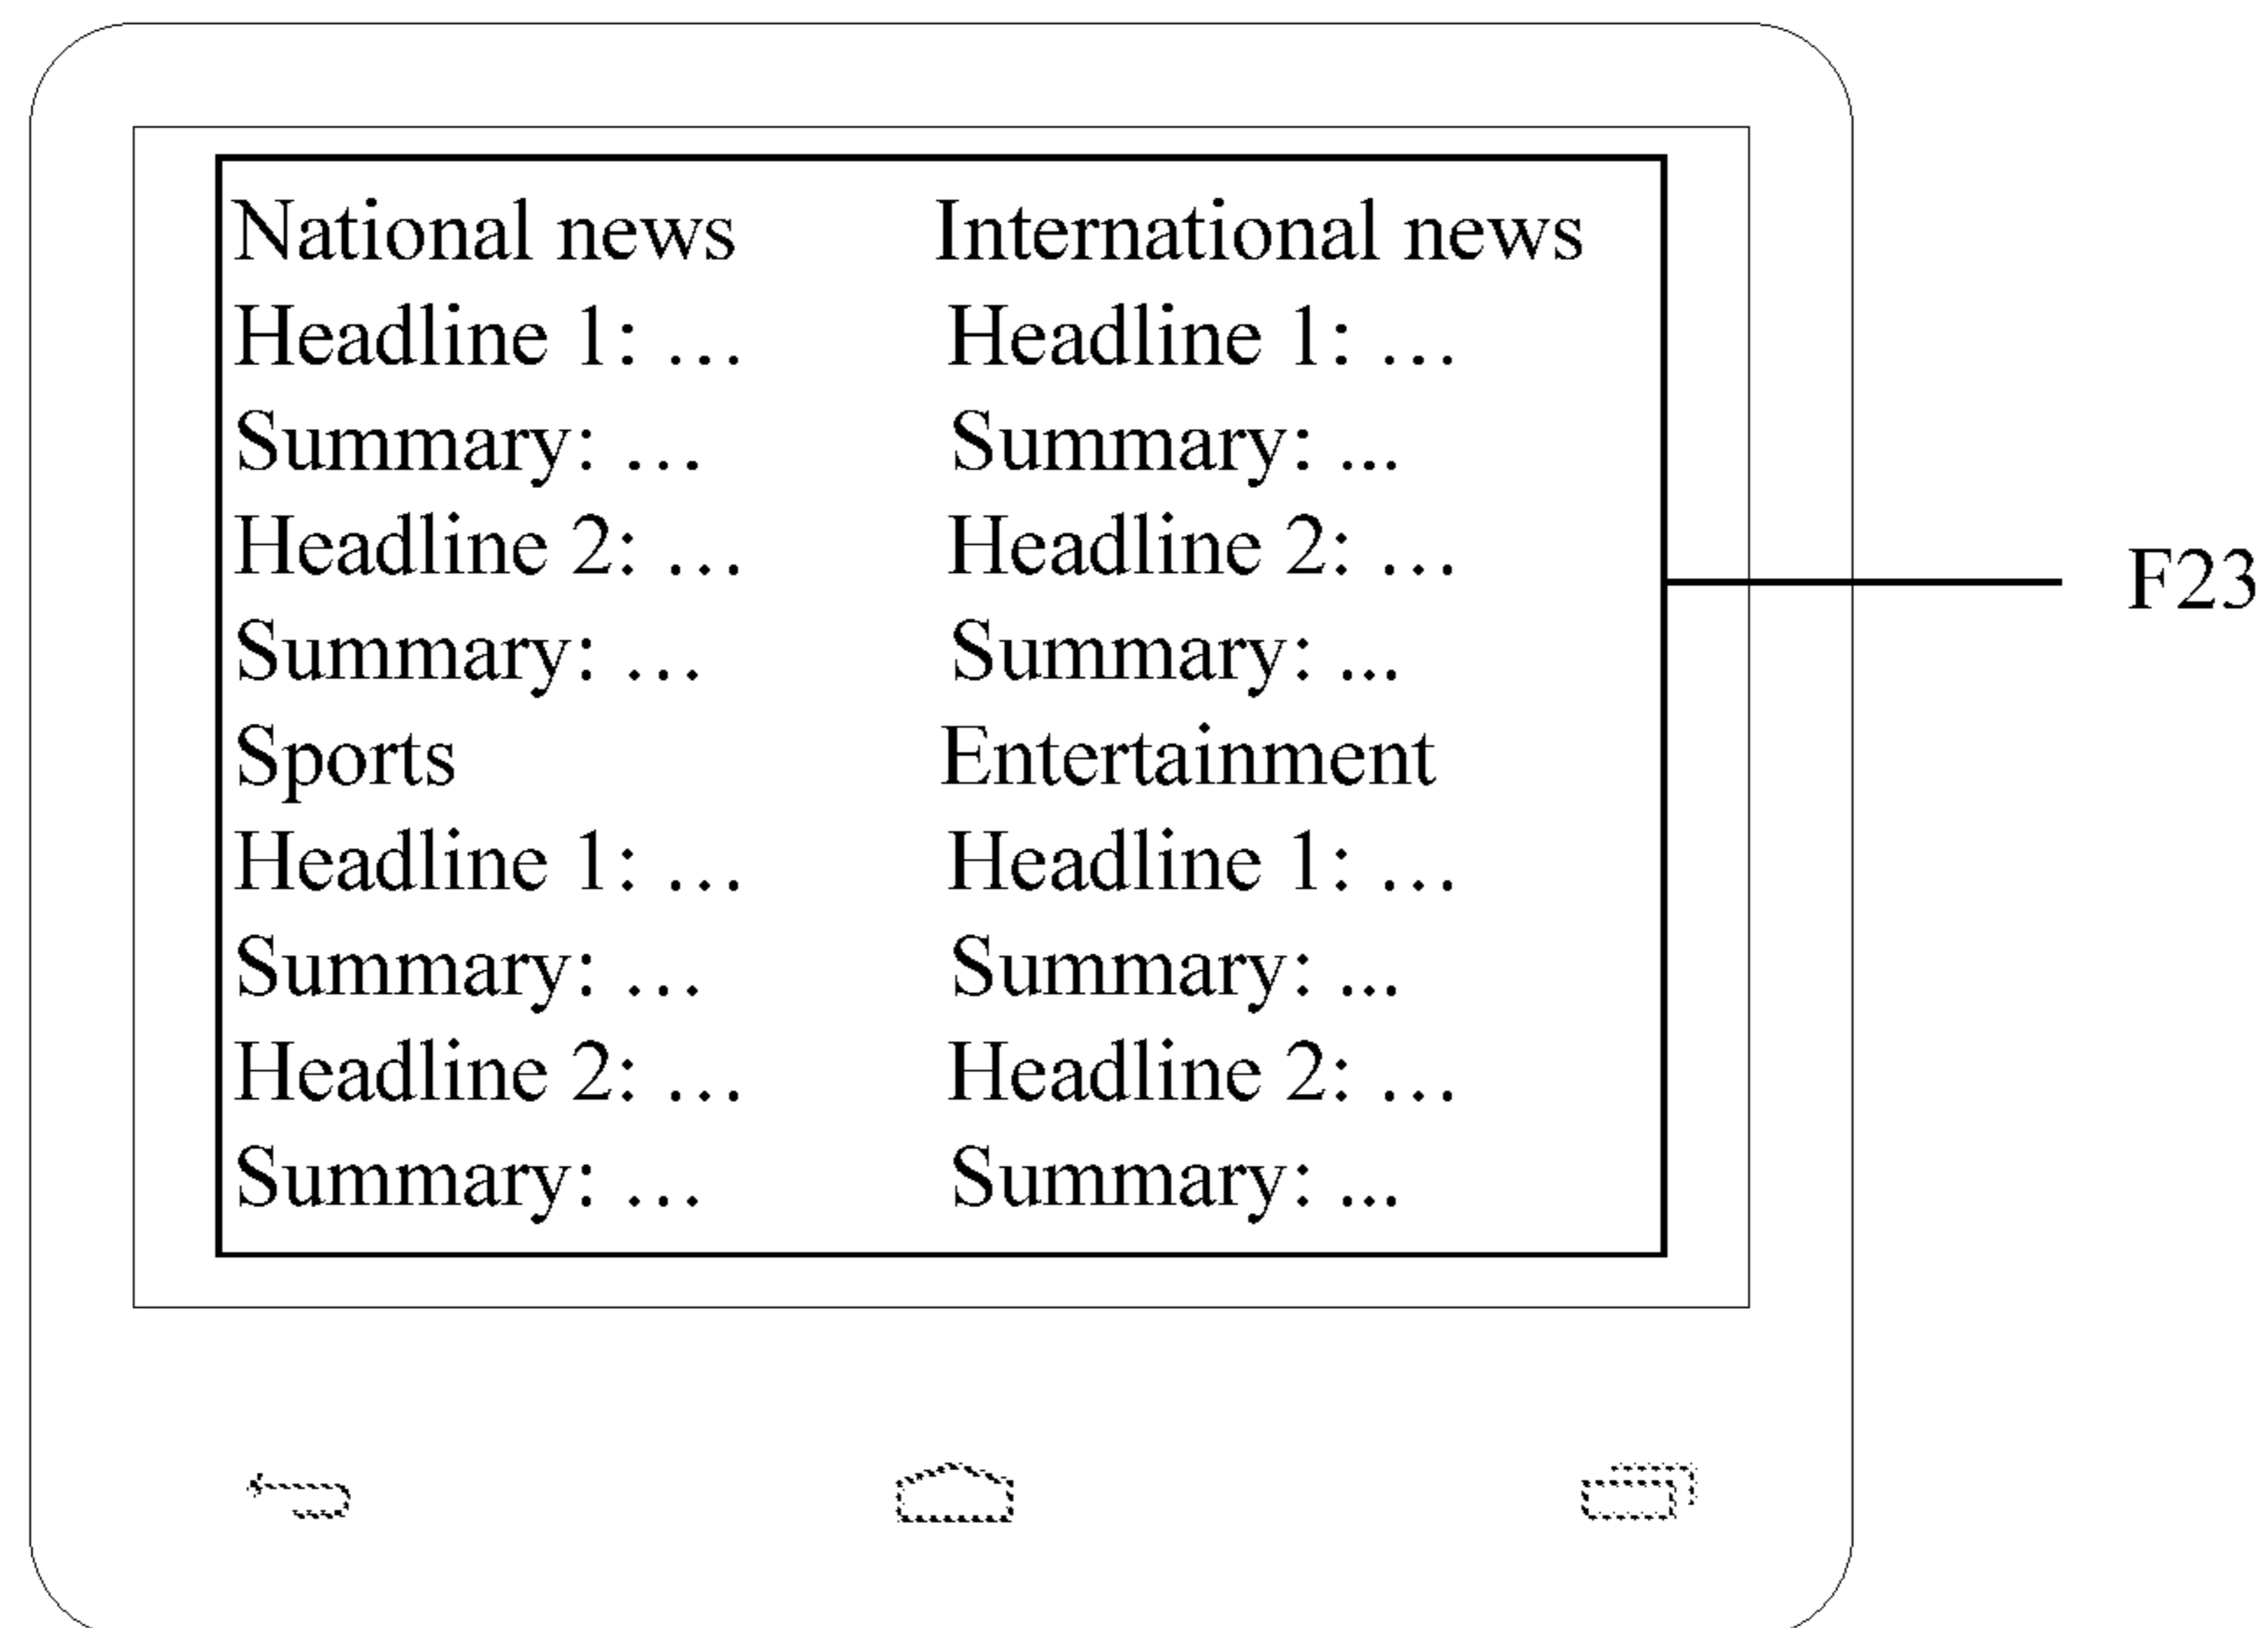 National news International news
Headline 1: ... Headline 1: ...
Summary: ... Summary: ...
Headline 2: ... Headline 2: ...
Summary: ... Summary: ...
Sports Entertainment
Headline 1: ... Headline 1: ...
Summary: ... Summary: ...
Headline 2: ... Headline 2: ...
Summary: ... Summary: ...
F23